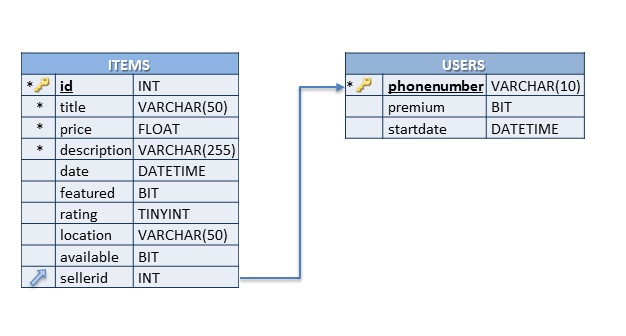 ITEMS
* id INT
* title VARCHAR(50)
* price FLOAT
* description VARCHAR(255)
date DATETIME
featured BIT
rating TINYINT
location VARCHAR(50)
available BIT
sellerid INT
USERS
* phonenumber VARCHAR(10)
premium BIT
startdate DATETIME